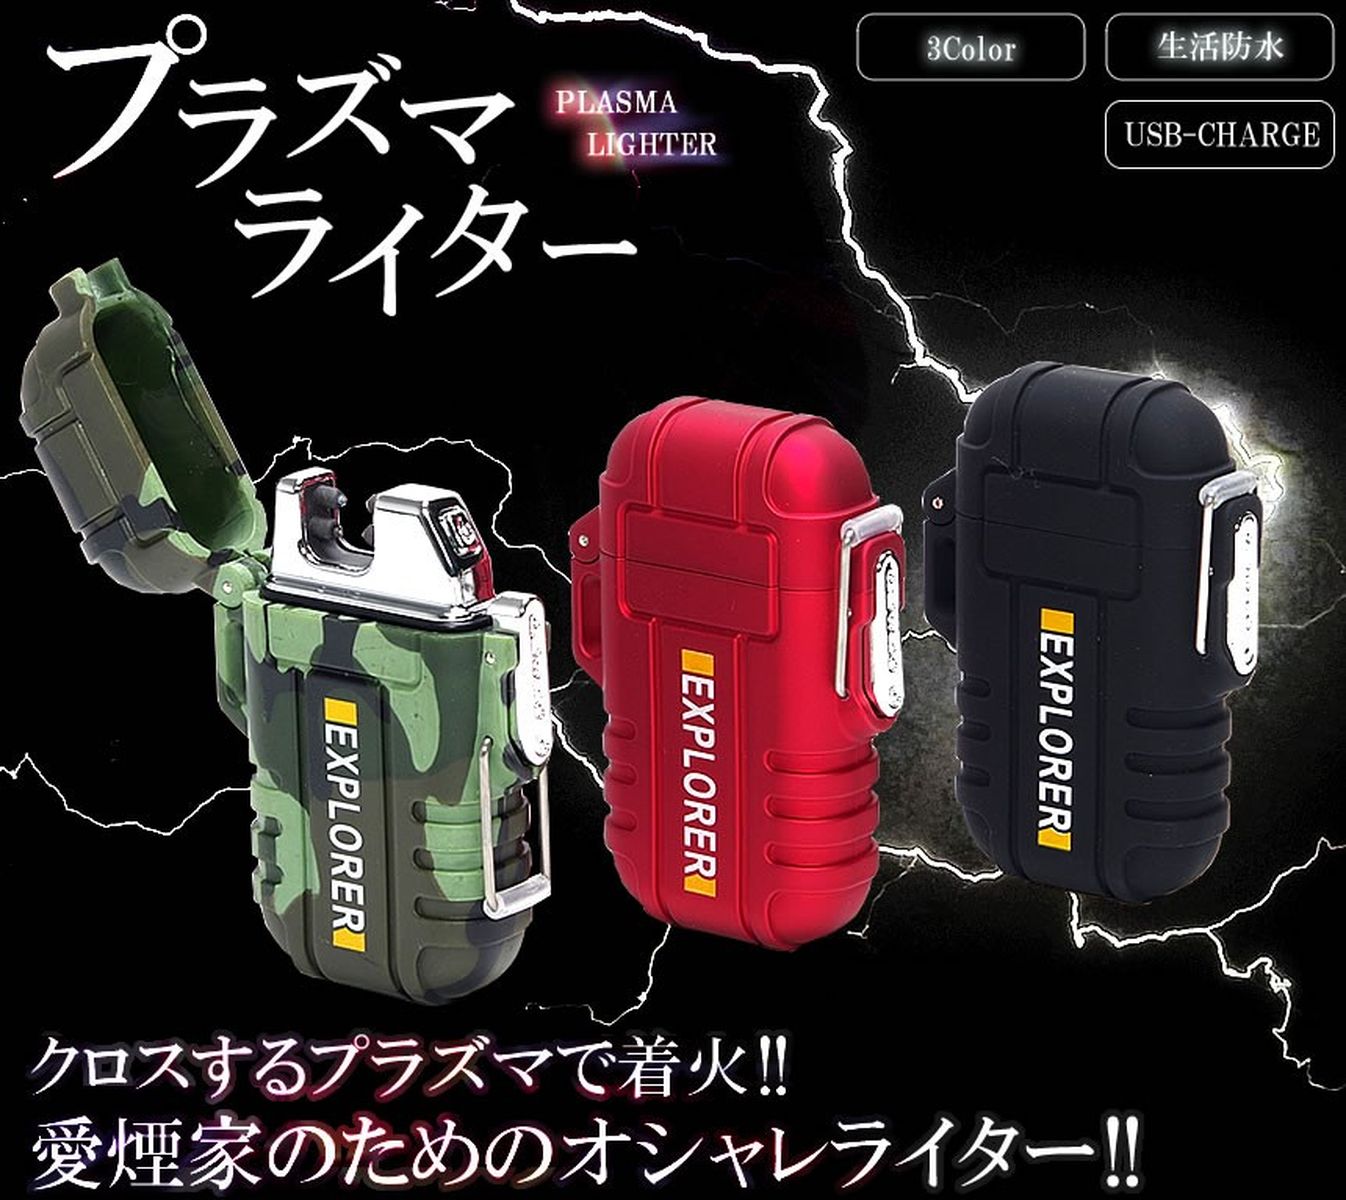 プラズマ
ライター
PLASMA
LIGHTER
3Color
生活防水
USB-CHARGE
EXPLORER
EXPLORER
EXPLORER
クロスするプラズマで着火!!
愛煙家のためのオシャレライター!!